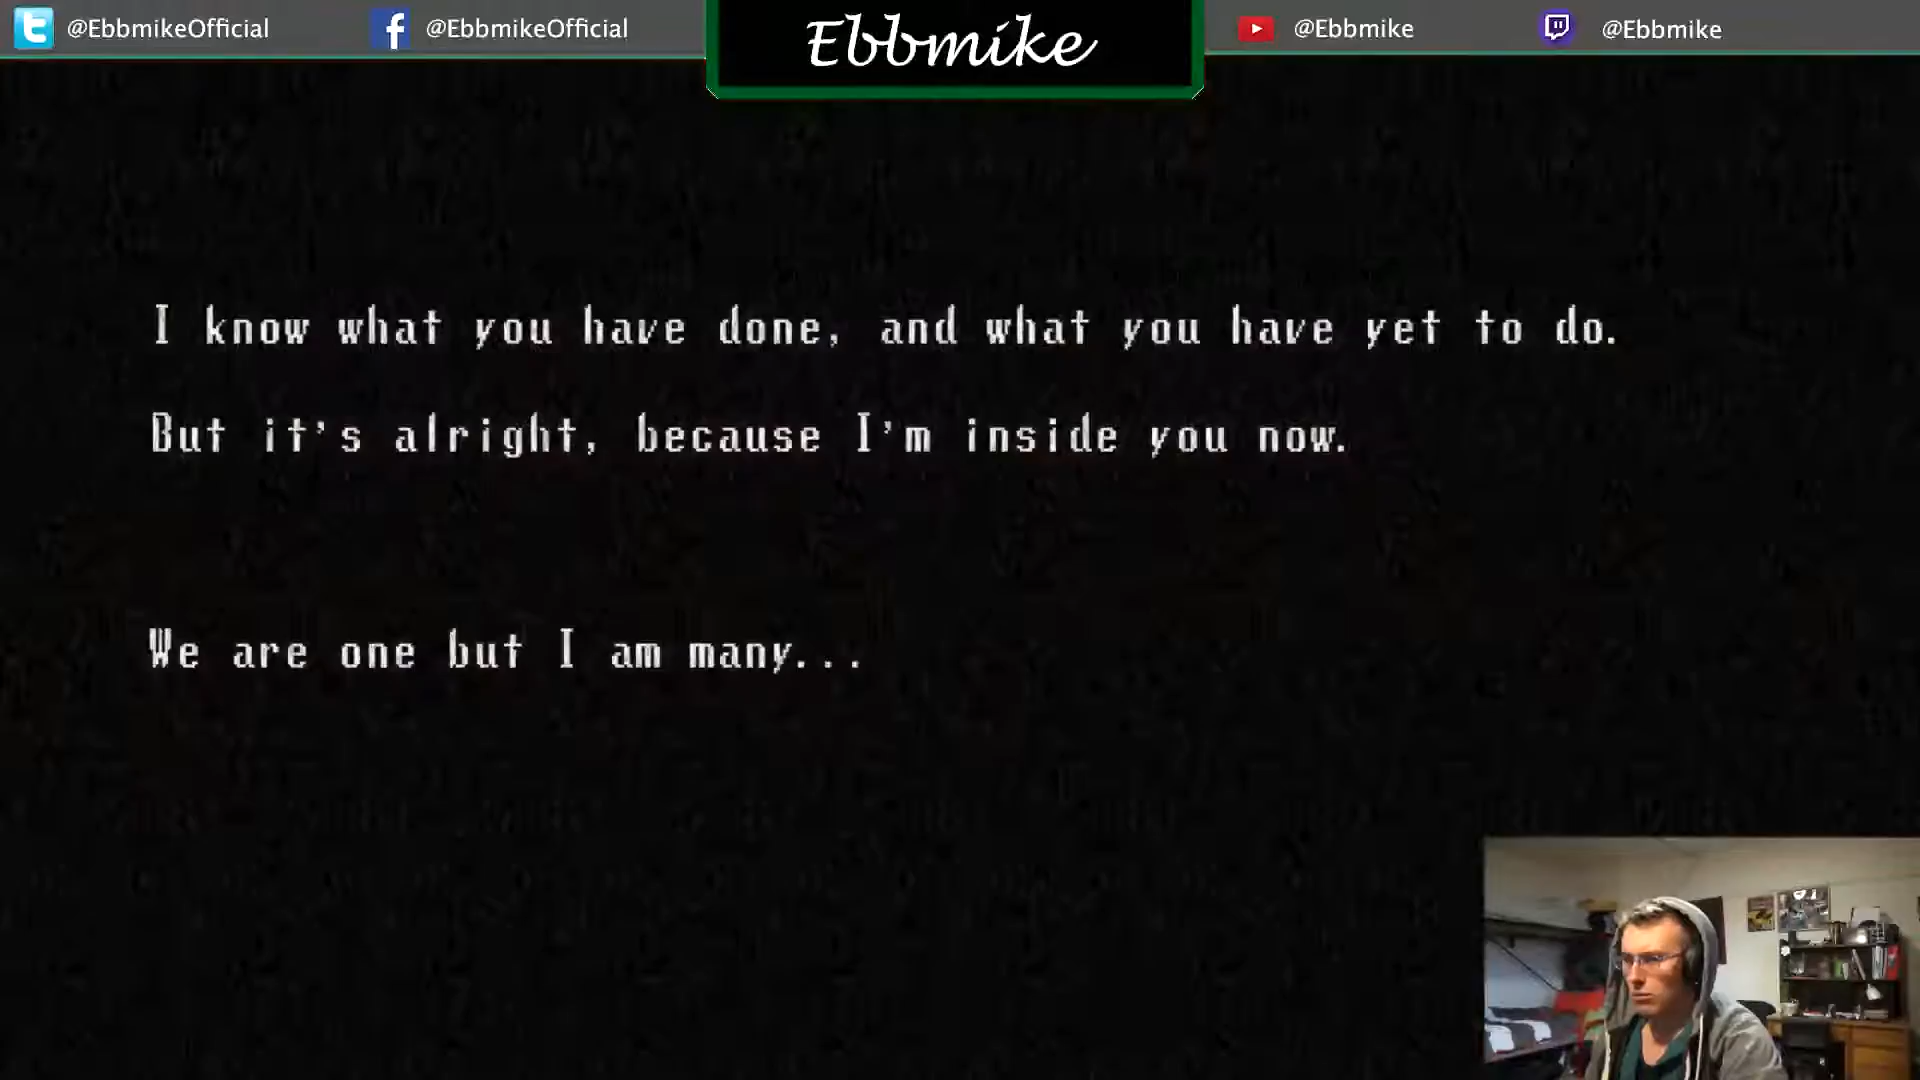 @EbbmikeOfficial @EbbmikeOfficial Ebbmike @Ebbmike @Ebbmike
I know what you have done, and what you have yet to do.
But it's alright, because I'm inside you now.
We are one but I am many...